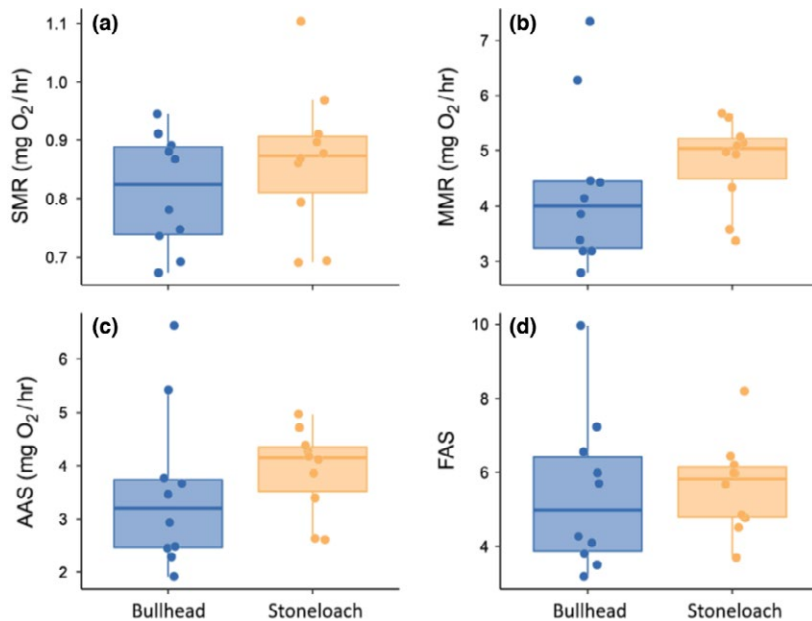 (a)
SMR (mg O₂/hr)
1.1
1.0
0.9
0.8
0.7
(b)
MMR (mg O₂/hr)
7
6
5
4
3
(c)
AAS (mg O₂/hr)
6
5
4
3
2
Bullhead Stoneloach
(d)
FAS
10
8
6
4
Bullhead Stoneloach